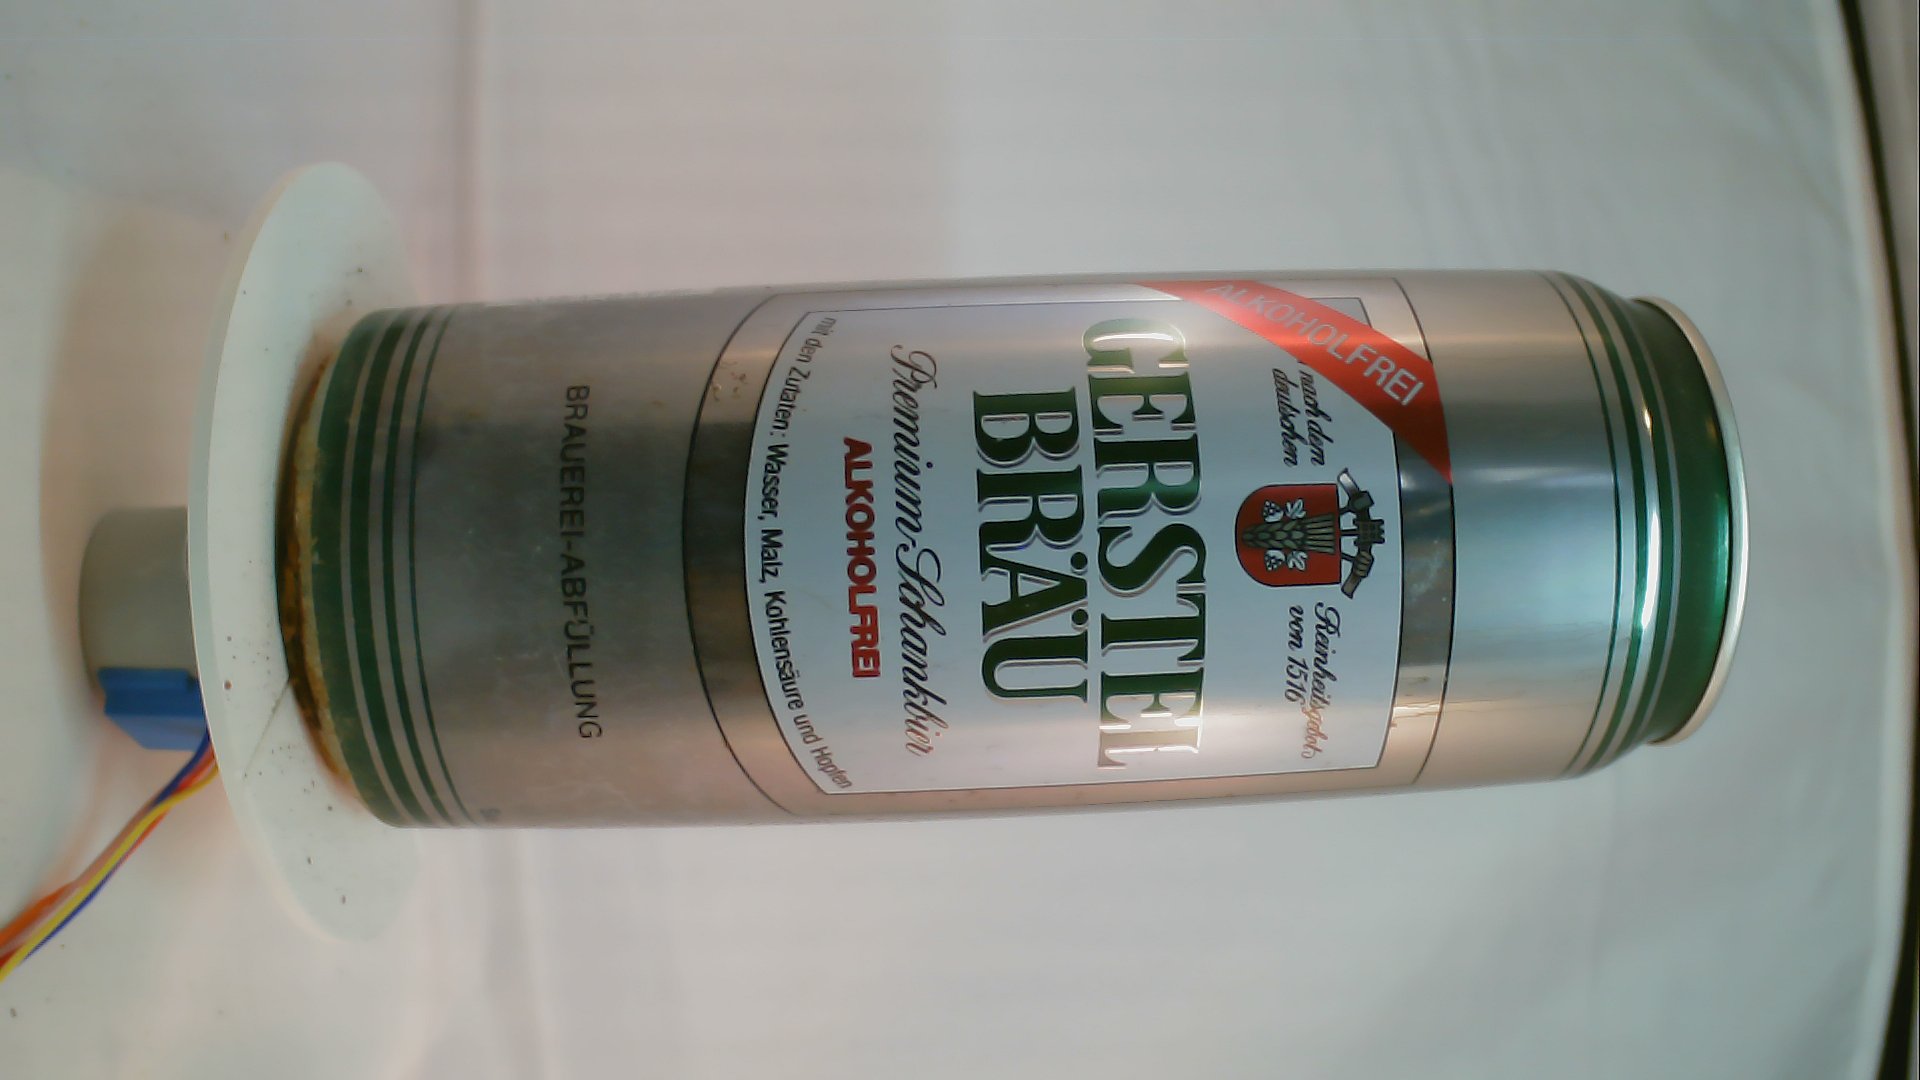 ALKOHOLFREI
nach dem
deutschen
Reinheitsgebot
von 1516
GERSTEL
BRÄU
Premium-Schankbier
ALKOHOLFREI
mit den Zutaten: Wasser, Malz, Kohlensäure und Hopfen
BRAUEREI-ABFÜLLUNG